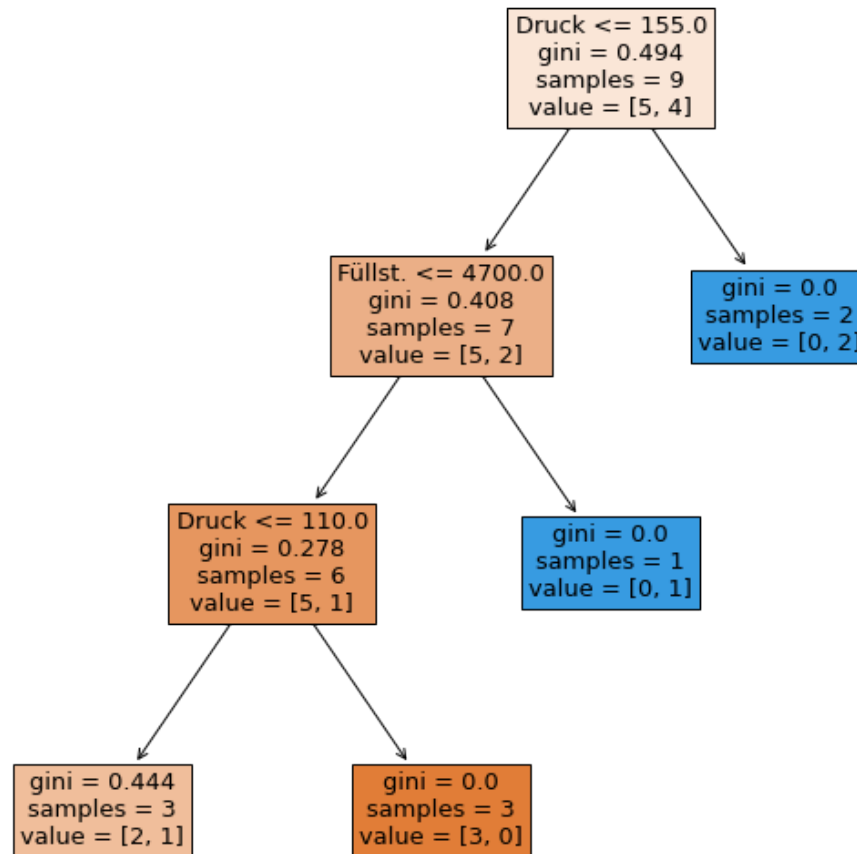 Druck <= 155.0
gini = 0.494
samples = 9
value = [5, 4]
Füllst. <= 4700.0
gini = 0.408
samples = 7
value = [5, 2]
gini = 0.0
samples = 2
value = [0, 2]
Druck <= 110.0
gini = 0.278
samples = 6
value = [5, 1]
gini = 0.0
samples = 1
value = [0, 1]
gini = 0.444
samples = 3
value = [2, 1]
gini = 0.0
samples = 3
value = [3, 0]